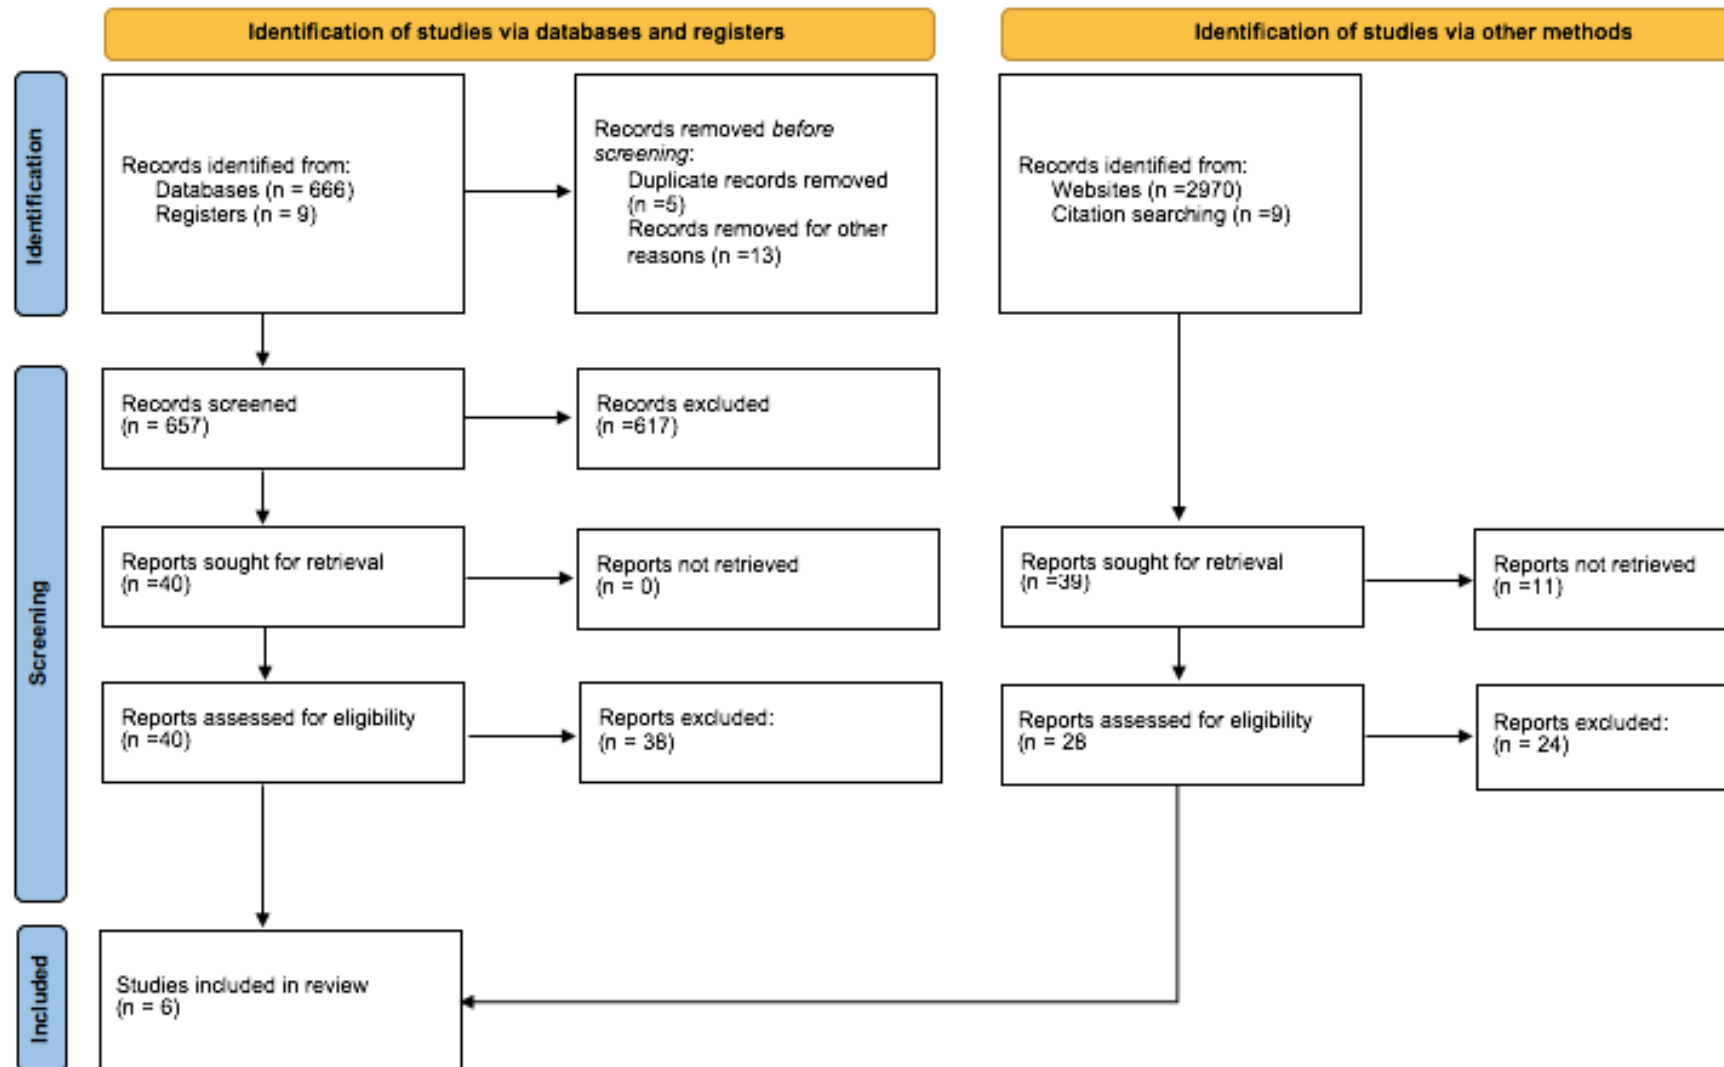 Identification of studies via databases and registers
Identification of studies via other methods
Identification
Records identified from:
Databases (n = 666)
Registers (n = 9)
Records removed before
screening:
Duplicate records removed
(n =5)
Records removed for other
reasons (n =13)
Records identified from:
Websites (n =2970)
Citation searching (n =9)
Screening
Records screened
(n = 657)
Records excluded
(n =617)
Reports sought for retrieval
(n =40)
Reports not retrieved
(n = 0)
Reports sought for retrieval
(n =39)
Reports not retrieved
(n =11)
Reports assessed for eligibility
(n =40)
Reports excluded:
(n = 38)
Reports assessed for eligibility
(n = 28
Reports excluded:
(n = 24)
Included
Studies included in review
(n = 6)